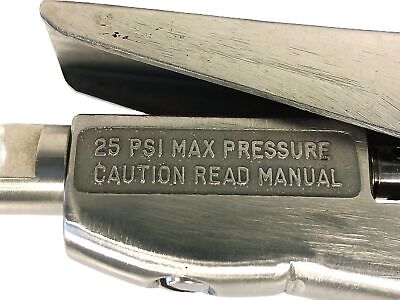 25 PSI MAX PRESSURE
CAUTION READ MANUAL